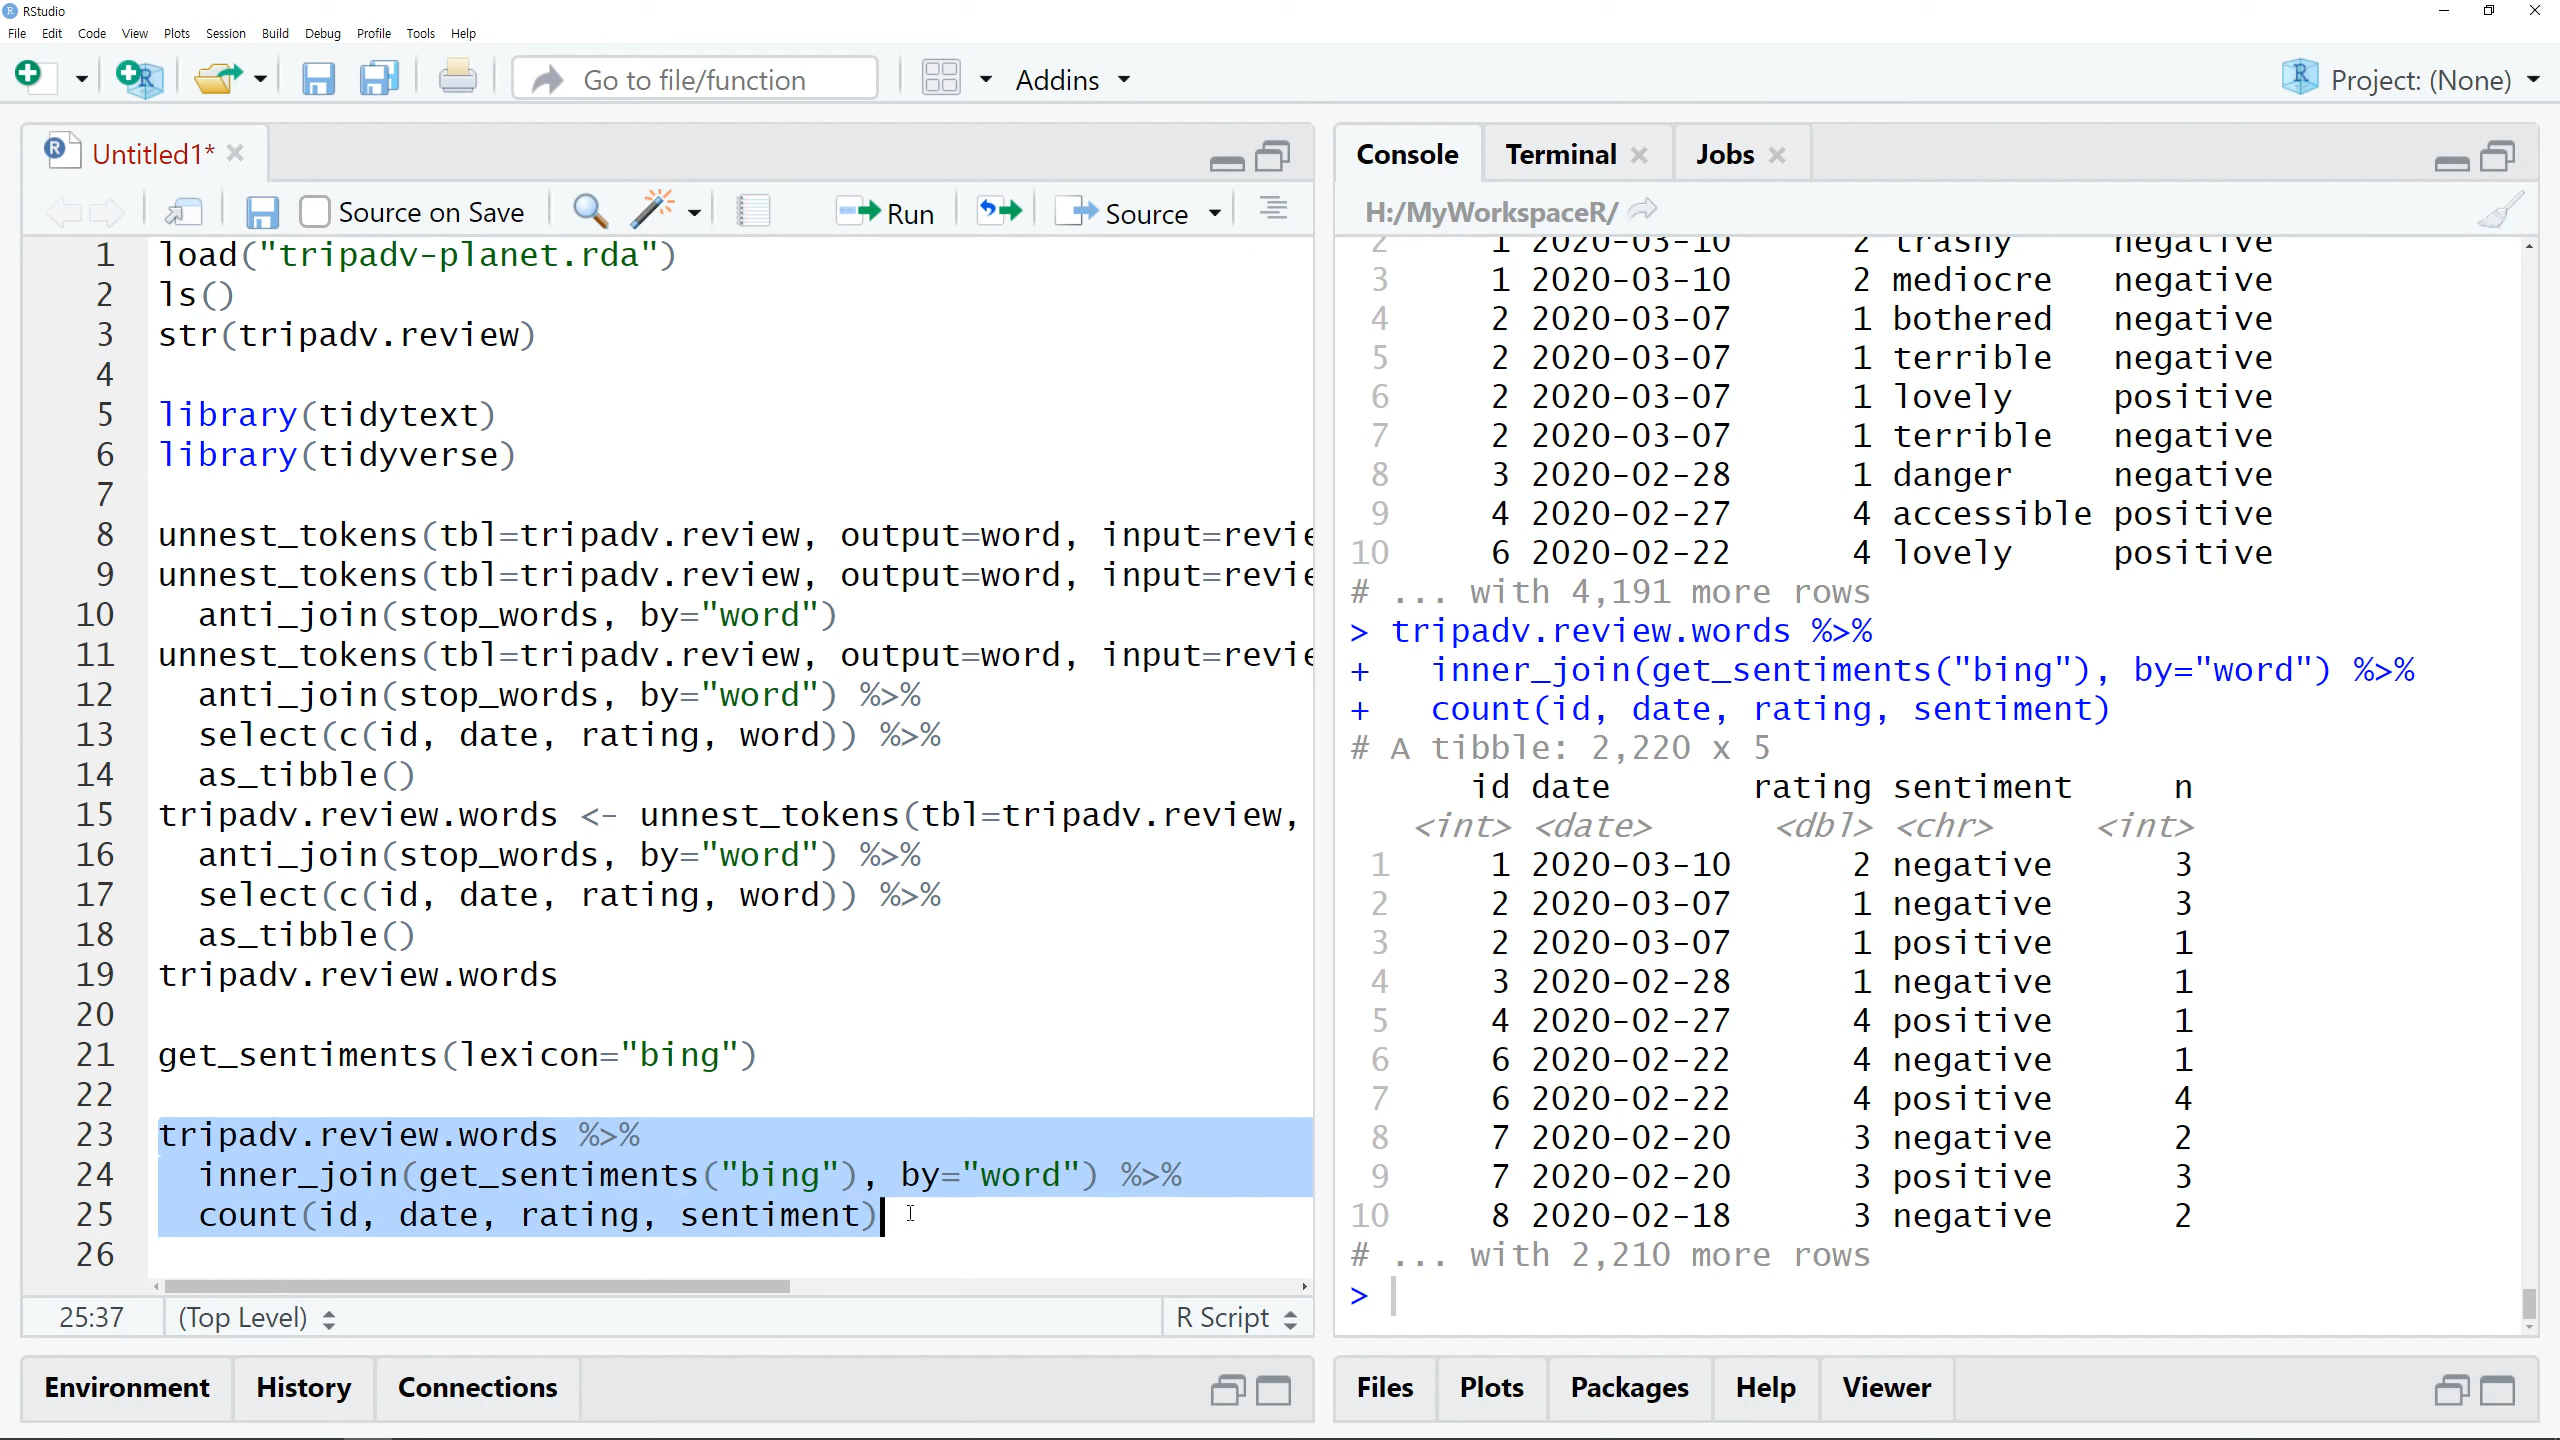 RStudio
File Edit Code View Plots Session Build Debug Profile Tools Help
Go to file/function Addins Project: (None)
Untitled1*
Source on Save Run Source
1 load("tripadv-planet.rda")
2 ls()
3 str(tripadv.review)
4
5 library(tidytext)
6 library(tidyverse)
7
8 unnest_tokens(tbl=tripadv.review, output=word, input=revie
9 unnest_tokens(tbl=tripadv.review, output=word, input=revie
10 anti_join(stop_words, by="word")
11 unnest_tokens(tbl=tripadv.review, output=word, input=revie
12 anti_join(stop_words, by="word") %>%
13 select(c(id, date, rating, word)) %>%
14 as_tibble()
15 tripadv.review.words <- unnest_tokens(tbl=tripadv.review,
16 anti_join(stop_words, by="word") %>%
17 select(c(id, date, rating, word)) %>%
18 as_tibble()
19 tripadv.review.words
20
21 get_sentiments(lexicon="bing")
22
23 tripadv.review.words %>%
24 inner_join(get_sentiments("bing"), by="word") %>%
25 count(id, date, rating, sentiment)
26
25:37 (Top Level) R Script
Environment History Connections
Console Terminal Jobs
H:/MyWorkspaceR/
2 1 2020-03-10 2 trashy negative
3 1 2020-03-10 2 mediocre negative
4 2 2020-03-07 1 bothered negative
5 2 2020-03-07 1 terrible negative
6 2 2020-03-07 1 lovely positive
7 2 2020-03-07 1 terrible negative
8 3 2020-02-28 1 danger negative
9 4 2020-02-27 4 accessible positive
10 6 2020-02-22 4 lovely positive
# ... with 4,191 more rows
> tripadv.review.words %>%
+ inner_join(get_sentiments("bing"), by="word") %>%
+ count(id, date, rating, sentiment)
# A tibble: 2,220 x 5
id date rating sentiment n
<int> <date> <dbl> <chr> <int>
1 1 2020-03-10 2 negative 3
2 2 2020-03-07 1 negative 3
3 2 2020-03-07 1 positive 1
4 3 2020-02-28 1 negative 1
5 4 2020-02-27 4 positive 1
6 6 2020-02-22 4 negative 1
7 6 2020-02-22 4 positive 4
8 7 2020-02-20 3 negative 2
9 7 2020-02-20 3 positive 3
10 8 2020-02-18 3 negative 2
# ... with 2,210 more rows
>
Files Plots Packages Help Viewer